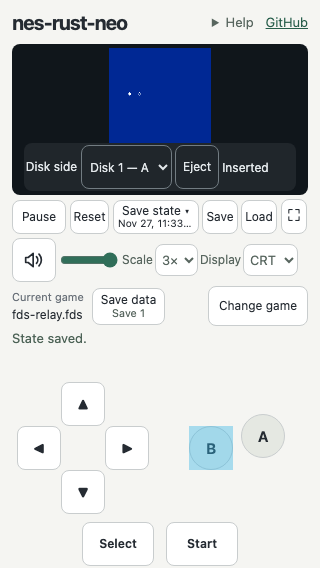 nes-rust-neo ▶ Help GitHub
Disk side Disk 1 — A Eject Inserted
Pause Reset Save state ▾ Save Load
Nov 27, 11:33...
Scale 3× Display CRT
Current game
fds-relay.fds
Save data
Save 1
Change game
State saved.
▲
◀ ▶ B A
▼
Select Start